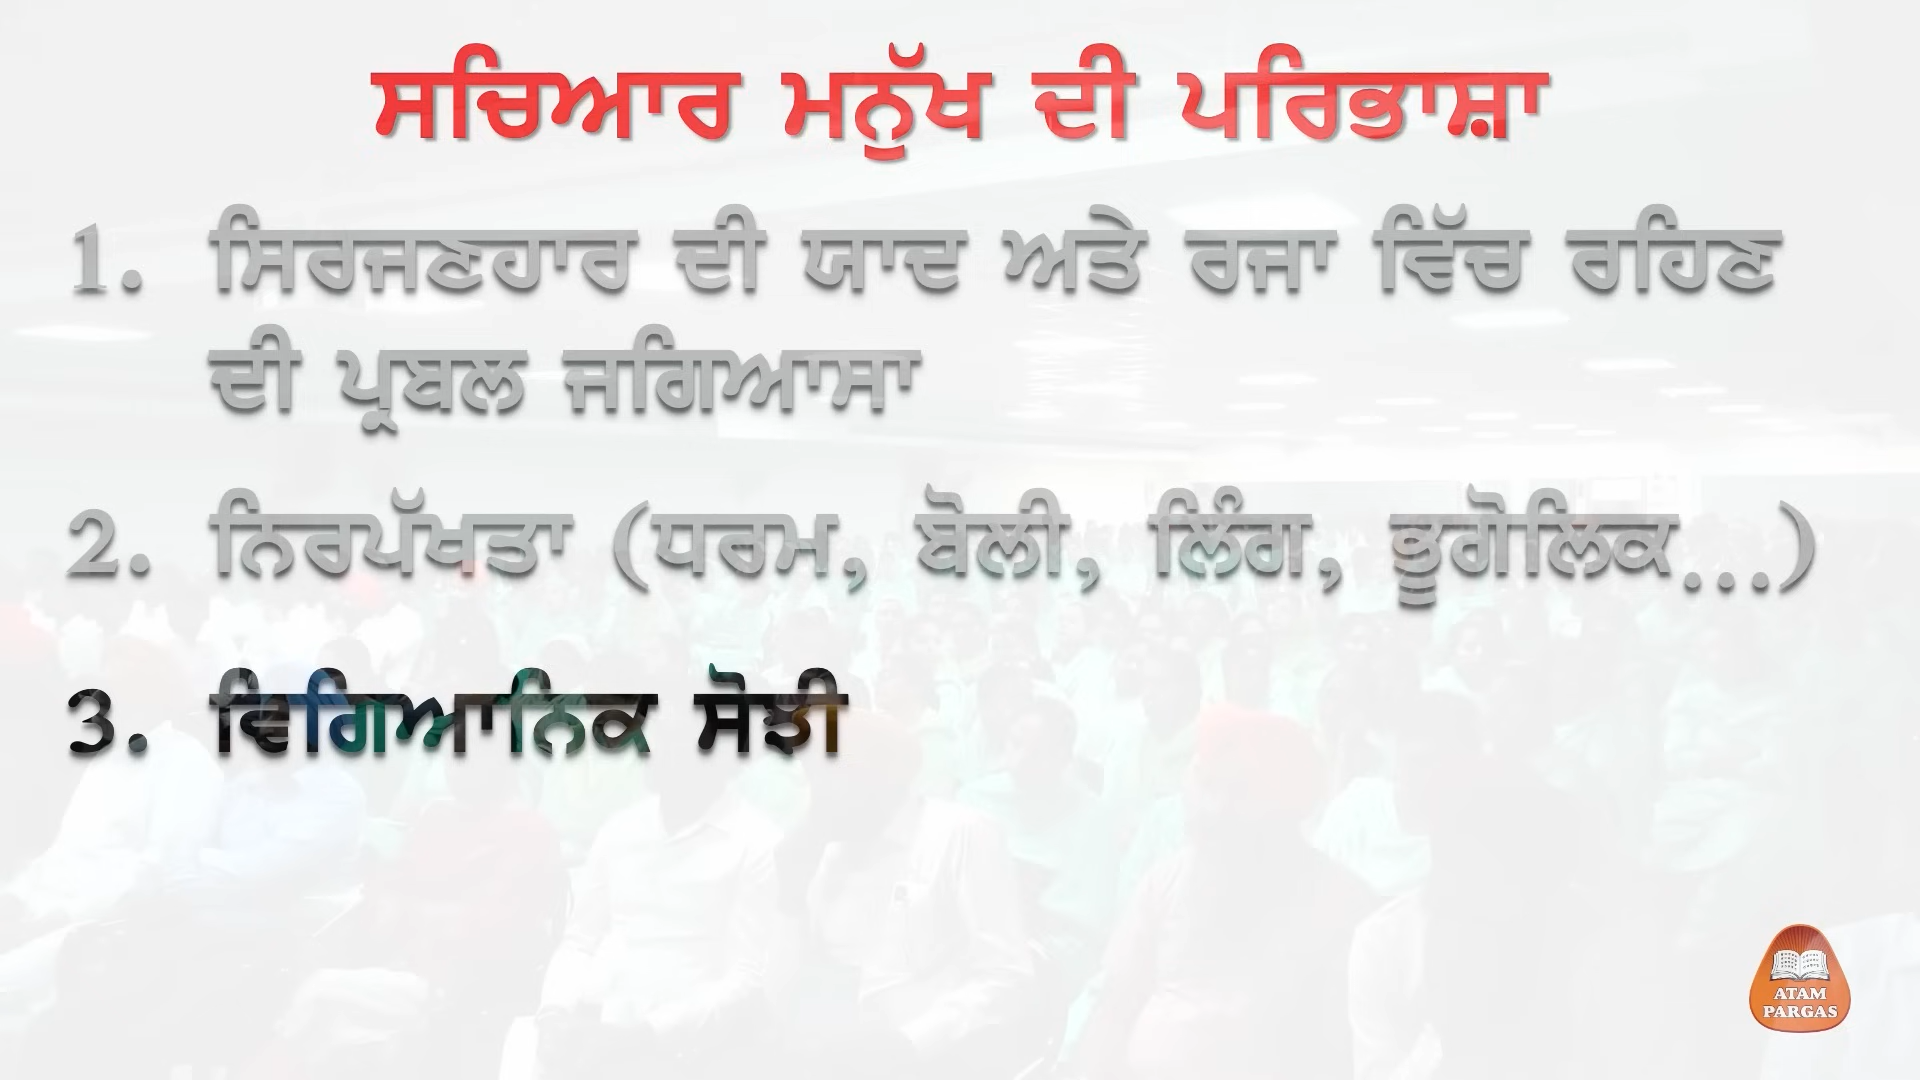 ਸਚਿਆਰ ਮਨੁੱਖ ਦੀ ਪਰਿਭਾਸ਼ਾ
1. ਸਿਰਜਣਹਾਰ ਦੀ ਯਾਦ ਅਤੇ ਰਜਾ ਵਿੱਚ ਰਹਿਣ
ਦੀ ਪ੍ਰਬਲ ਜਗਿਆਸਾ
2. ਨਿਰਪੱਖਤਾ (ਧਰਮ, ਬੋਲੀ, ਲਿੰਗ, ਭੂਗੋਲਿਕ...)
3. ਵਿਗਿਆਨਿਕ ਸੋਝੀ
ATAM
PARGAS